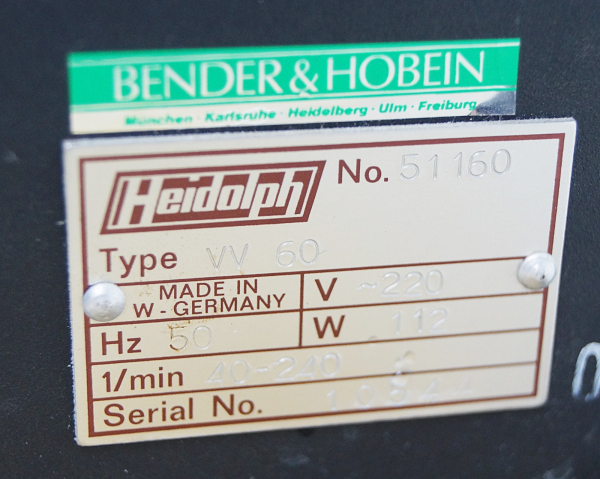 BENDER & HOBEIN
München · Karlsruhe · Heidelberg · Ulm · Freiburg
Heidolph No. 51160
Type VV 60
MADE IN
W-GERMANY
V ~220
Hz 50
W 112
1/min 40-240
Serial No.